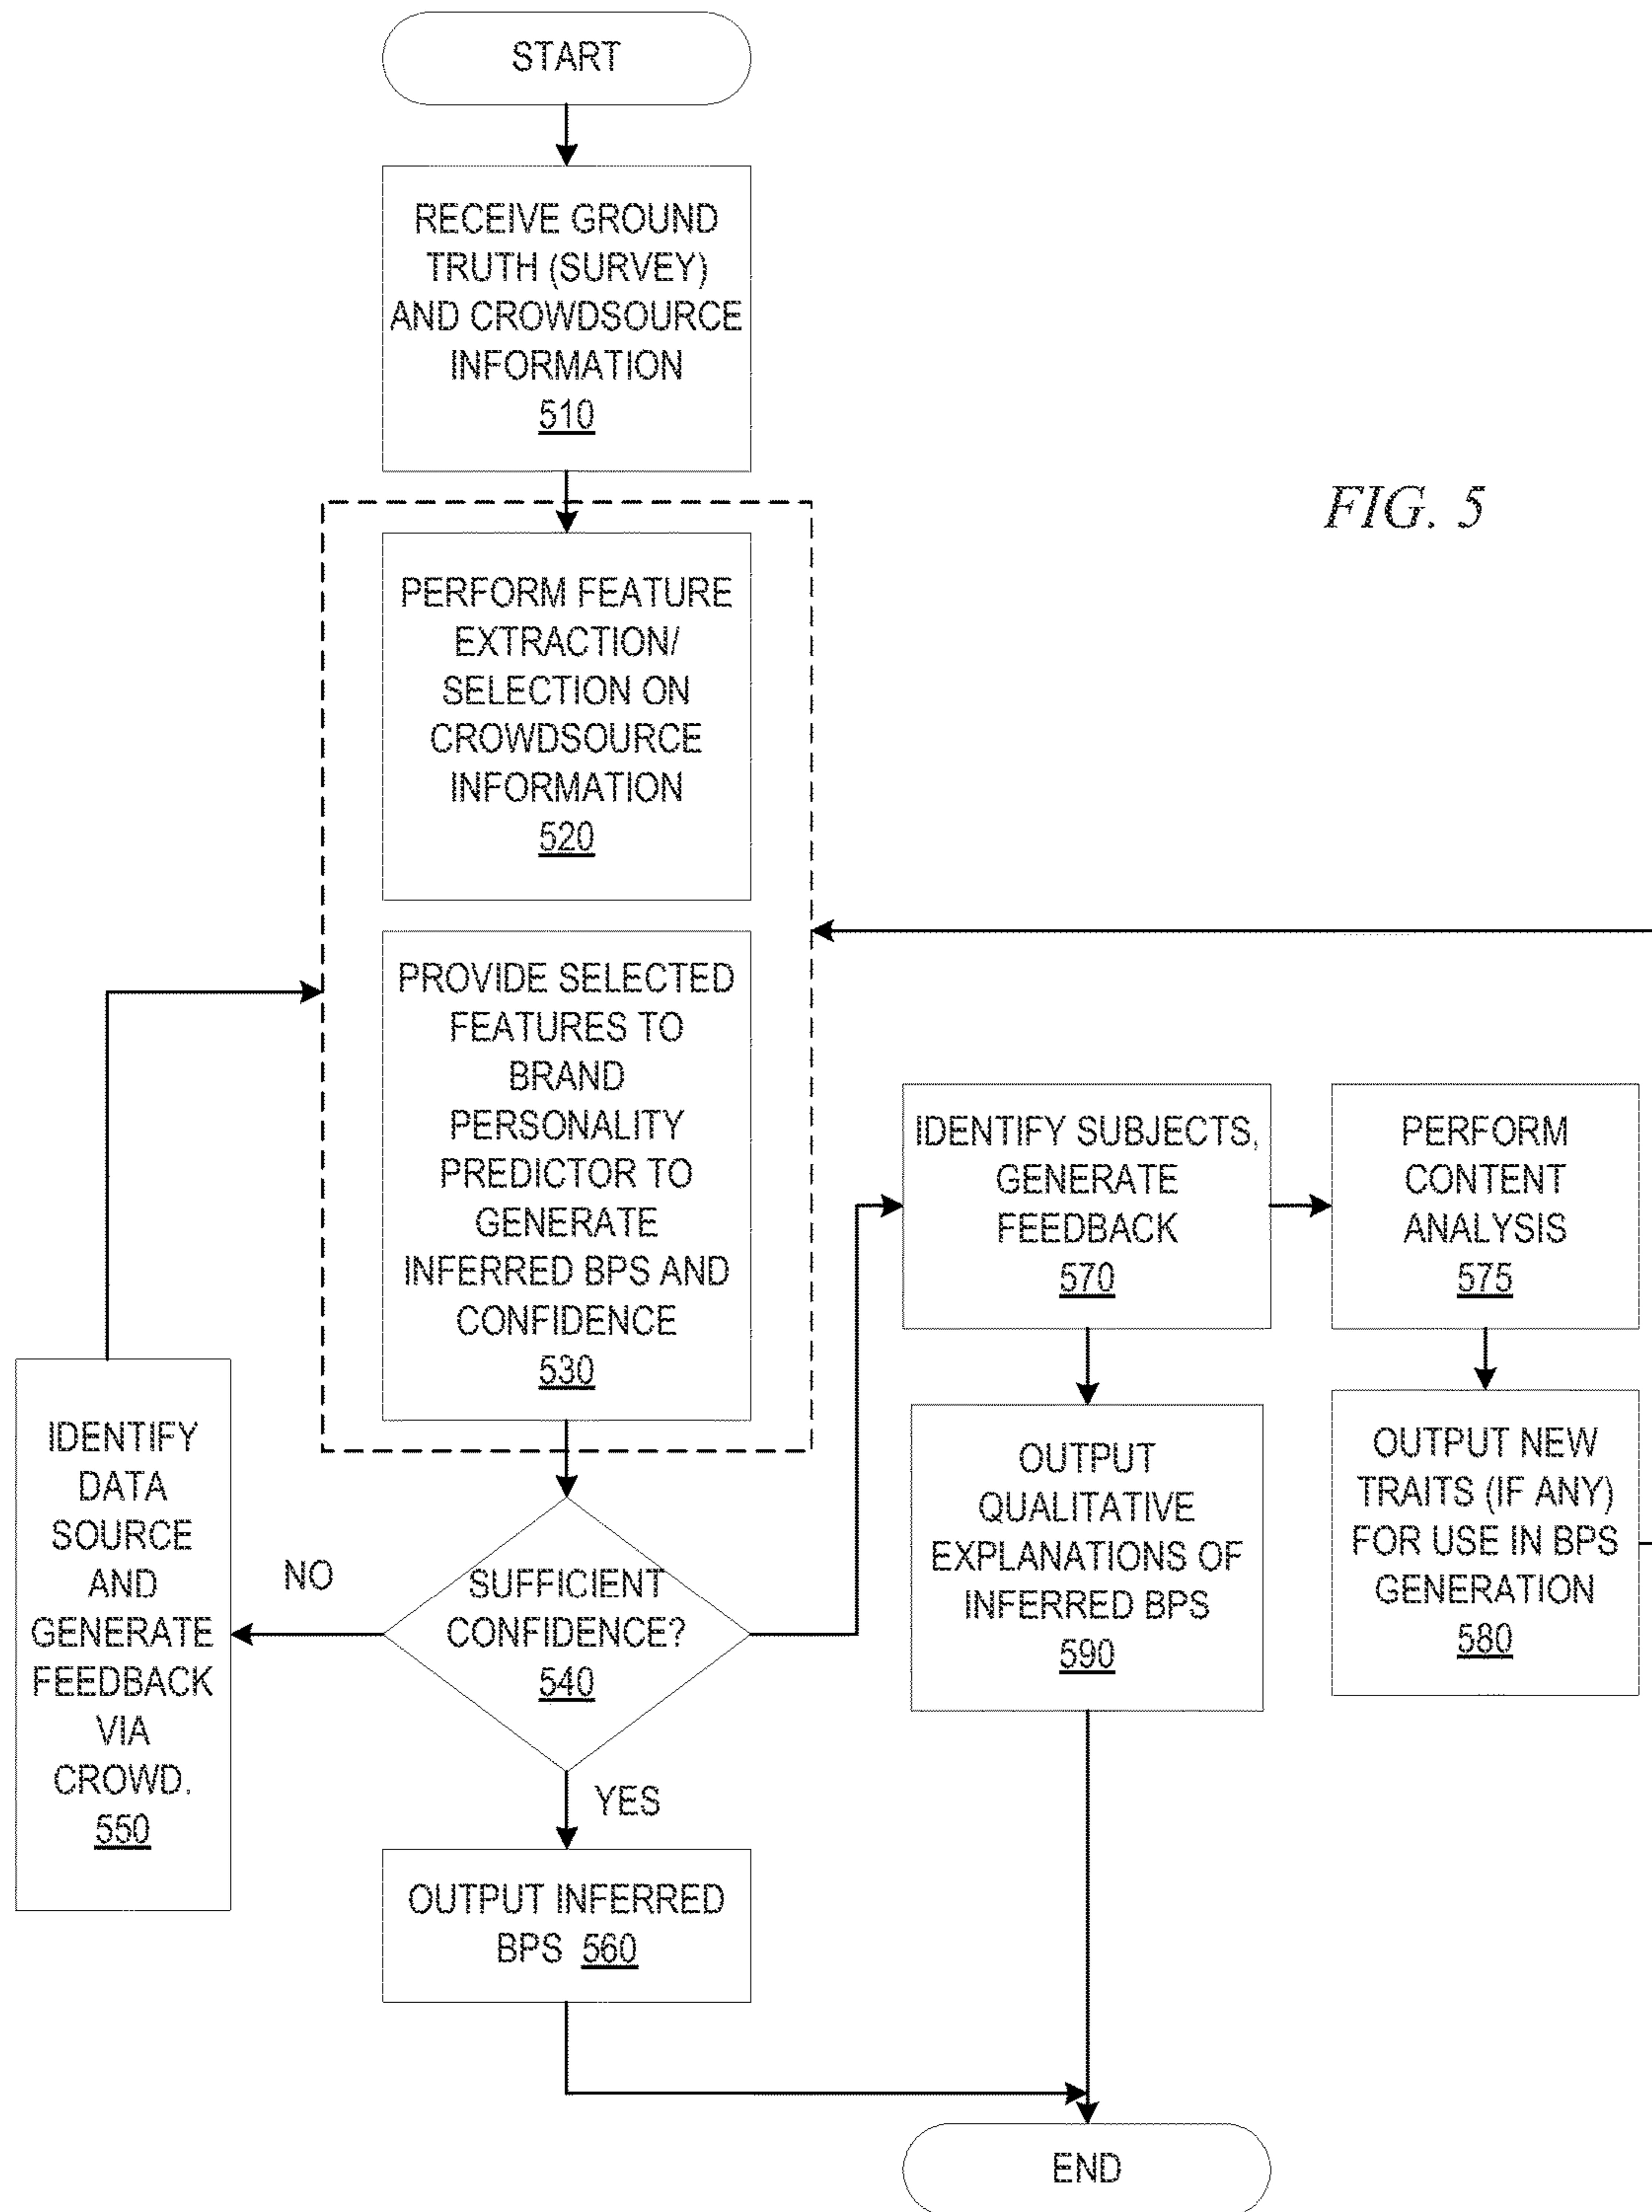 START
RECEIVE GROUND
TRUTH (SURVEY)
AND CROWDSOURCE
INFORMATION
510
FIG. 5
PERFORM FEATURE
EXTRACTION/
SELECTION ON
CROWDSOURCE
INFORMATION
520
PROVIDE SELECTED
FEATURES TO
BRAND
PERSONALITY
PREDICTOR TO
GENERATE
INFERRED BPS AND
CONFIDENCE
530
IDENTIFY SUBJECTS,
GENERATE
FEEDBACK
570
PERFORM
CONTENT
ANALYSIS
575
IDENTIFY
DATA
SOURCE
AND
GENERATE
FEEDBACK
VIA
CROWD.
550
NO
SUFFICIENT
CONFIDENCE?
540
YES
OUTPUT
QUALITATIVE
EXPLANATIONS OF
INFERRED BPS
590
OUTPUT NEW
TRAITS (IF ANY)
FOR USE IN BPS
GENERATION
580
OUTPUT INFERRED
BPS 560
END